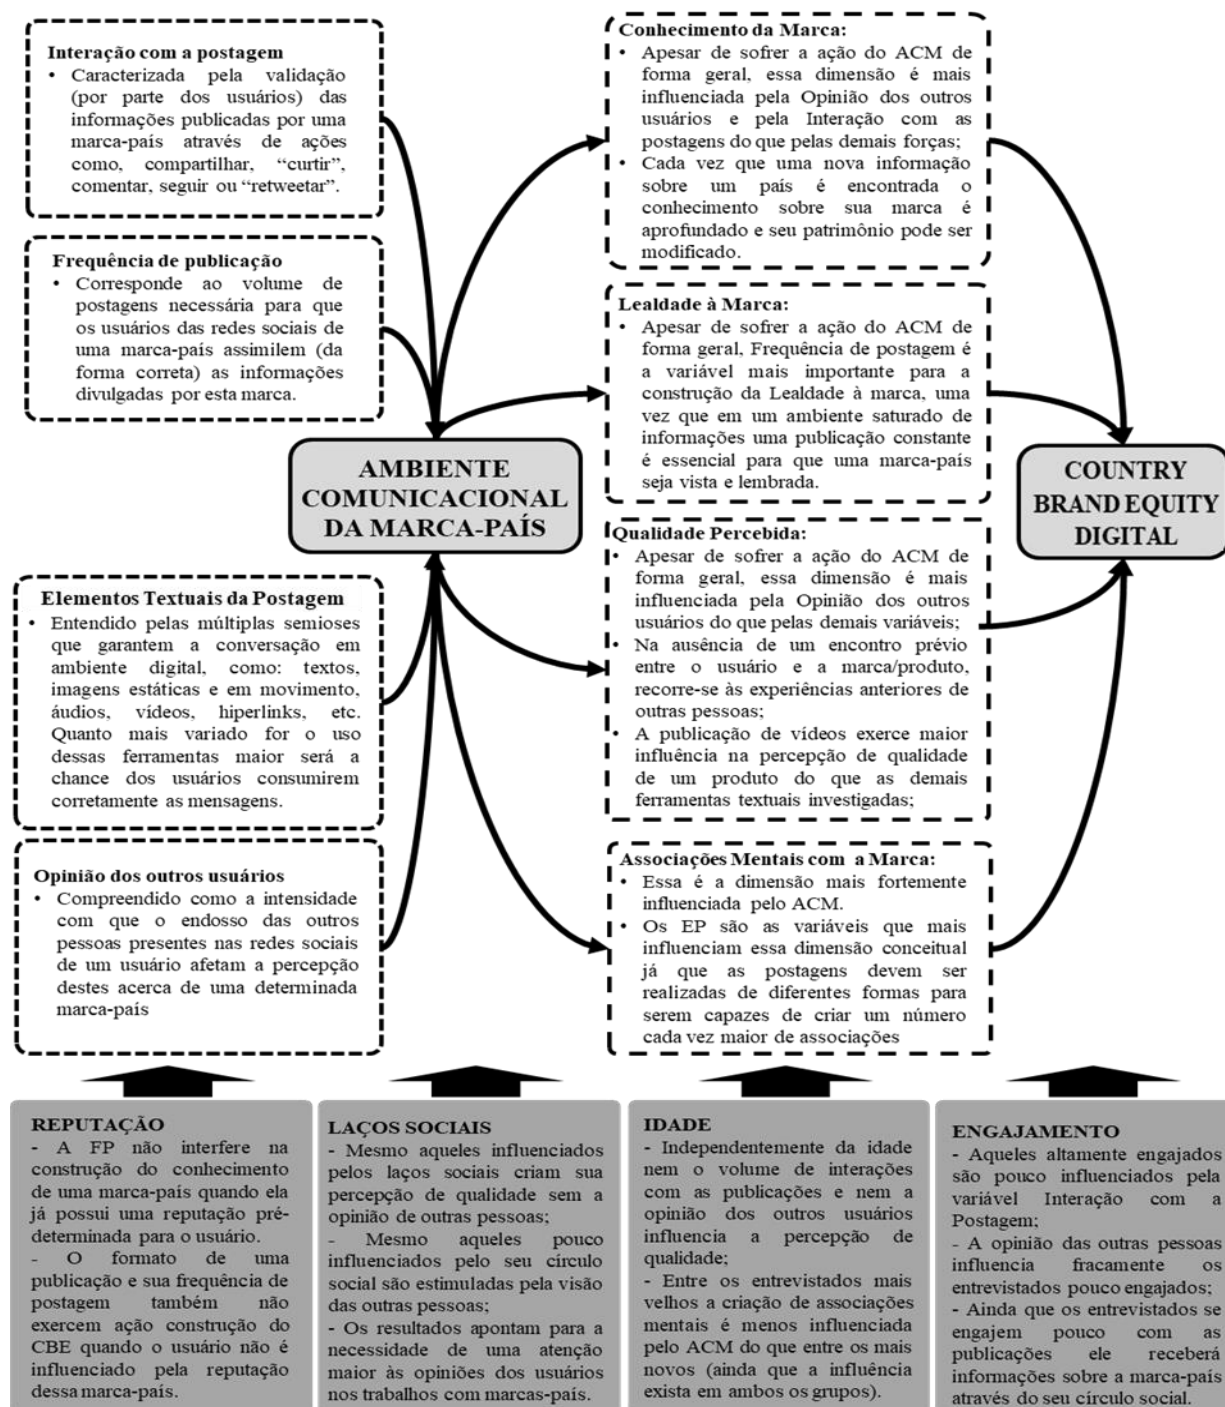 Interação com a postagem
• Caracterizada pela validação
(por parte dos usuários) das
informações publicadas por uma
marca-país através de ações
como, compartilhar, “curtir”,
comentar, seguir ou “retweetar”.
Frequência de publicação
• Corresponde ao volume de
postagens necessária para que
os usuários das redes sociais de
uma marca-país assimilem (da
forma correta) as informações
divulgadas por esta marca.
AMBIENTE
COMUNICACIONAL
DA MARCA-PAÍS
Elementos Textuais da Postagem
• Entendido pelas múltiplas semioses
que garantem a conversação em
ambiente digital, como: textos,
imagens estáticas e em movimento,
áudios, vídeos, hiperlinks, etc.
Quanto mais variado for o uso
dessas ferramentas maior será a
chance dos usuários consumirem
corretamente as mensagens.
Opinião dos outros usuários
• Compreendido como a intensidade
com que o endosso das outros
pessoas presentes nas redes sociais
de um usuário afetam a percepção
destes acerca de uma determinada
marca-país
Conhecimento da Marca:
• Apesar de sofrer a ação do ACM de
forma geral, essa dimensão é mais
influenciada pela Opinião dos outros
usuários e pela Interação com as
postagens do que pelas demais forças;
• Cada vez que uma nova informação
sobre um país é encontrada o
conhecimento sobre sua marca é
aprofundado e seu patrimônio pode ser
modificado.
Lealdade à Marca:
• Apesar de sofrer a ação do ACM de
forma geral, Frequência de postagem é
a variável mais importante para a
construção da Lealdade à marca, uma
vez que em um ambiente saturado de
informações uma publicação constante
é essencial para que uma marca-país
seja vista e lembrada.
Qualidade Percebida:
• Apesar de sofrer a ação do ACM de
forma geral, essa dimensão é mais
influenciada pela Opinião dos outros
usuários do que pelas demais variáveis;
• Na ausência de um encontro prévio
entre o usuário e a marca/produto,
recorre-se às experiências anteriores de
outras pessoas;
• A publicação de vídeos exerce maior
influência na percepção de qualidade
de um produto do que as demais
ferramentas textuais investigadas;
Associações Mentais com a Marca:
• Essa é a dimensão mais fortemente
influenciada pelo ACM.
• Os EP são as variáveis que mais
influenciam essa dimensão conceitual
já que as postagens devem ser
realizadas de diferentes formas para
serem capazes de criar um número
cada vez maior de associações
COUNTRY
BRAND EQUITY
DIGITAL
REPUTAÇÃO
- A FP não interfere na
construção do conhecimento
de uma marca-país quando ela
já possui uma reputação pré-
determinada para o usuário.
- O formato de uma
publicação e sua frequência de
postagem também não
exercem ação construção do
CBE quando o usuário não é
influenciado pela reputação
dessa marca-país.
LAÇOS SOCIAIS
- Mesmo aqueles influenciados
pelos laços sociais criam sua
percepção de qualidade sem a
opinião de outras pessoas;
- Mesmo aqueles pouco
influenciados pelo seu círculo
social são estimuladas pela visão
das outras pessoas;
- Os resultados apontam para a
necessidade de uma atenção
maior às opiniões dos usuários
nos trabalhos com marcas-país.
IDADE
- Independentemente da idade
nem o volume de interações
com as publicações e nem a
opinião dos outros usuários
influencia a percepção de
qualidade;
- Entre os entrevistados mais
velhos a criação de associações
mentais é menos influenciada
pelo ACM do que entre os mais
novos (ainda que a influência
exista em ambos os grupos).
ENGAJAMENTO
- Aqueles altamente engajados
são pouco influenciados pela
variável Interação com a
Postagem;
- A opinião das outras pessoas
influencia fracamente os
entrevistados pouco engajados;
- Ainda que os entrevistados se
engajem pouco com as
publicações ele receberá
informações sobre a marca-país
através do seu círculo social.